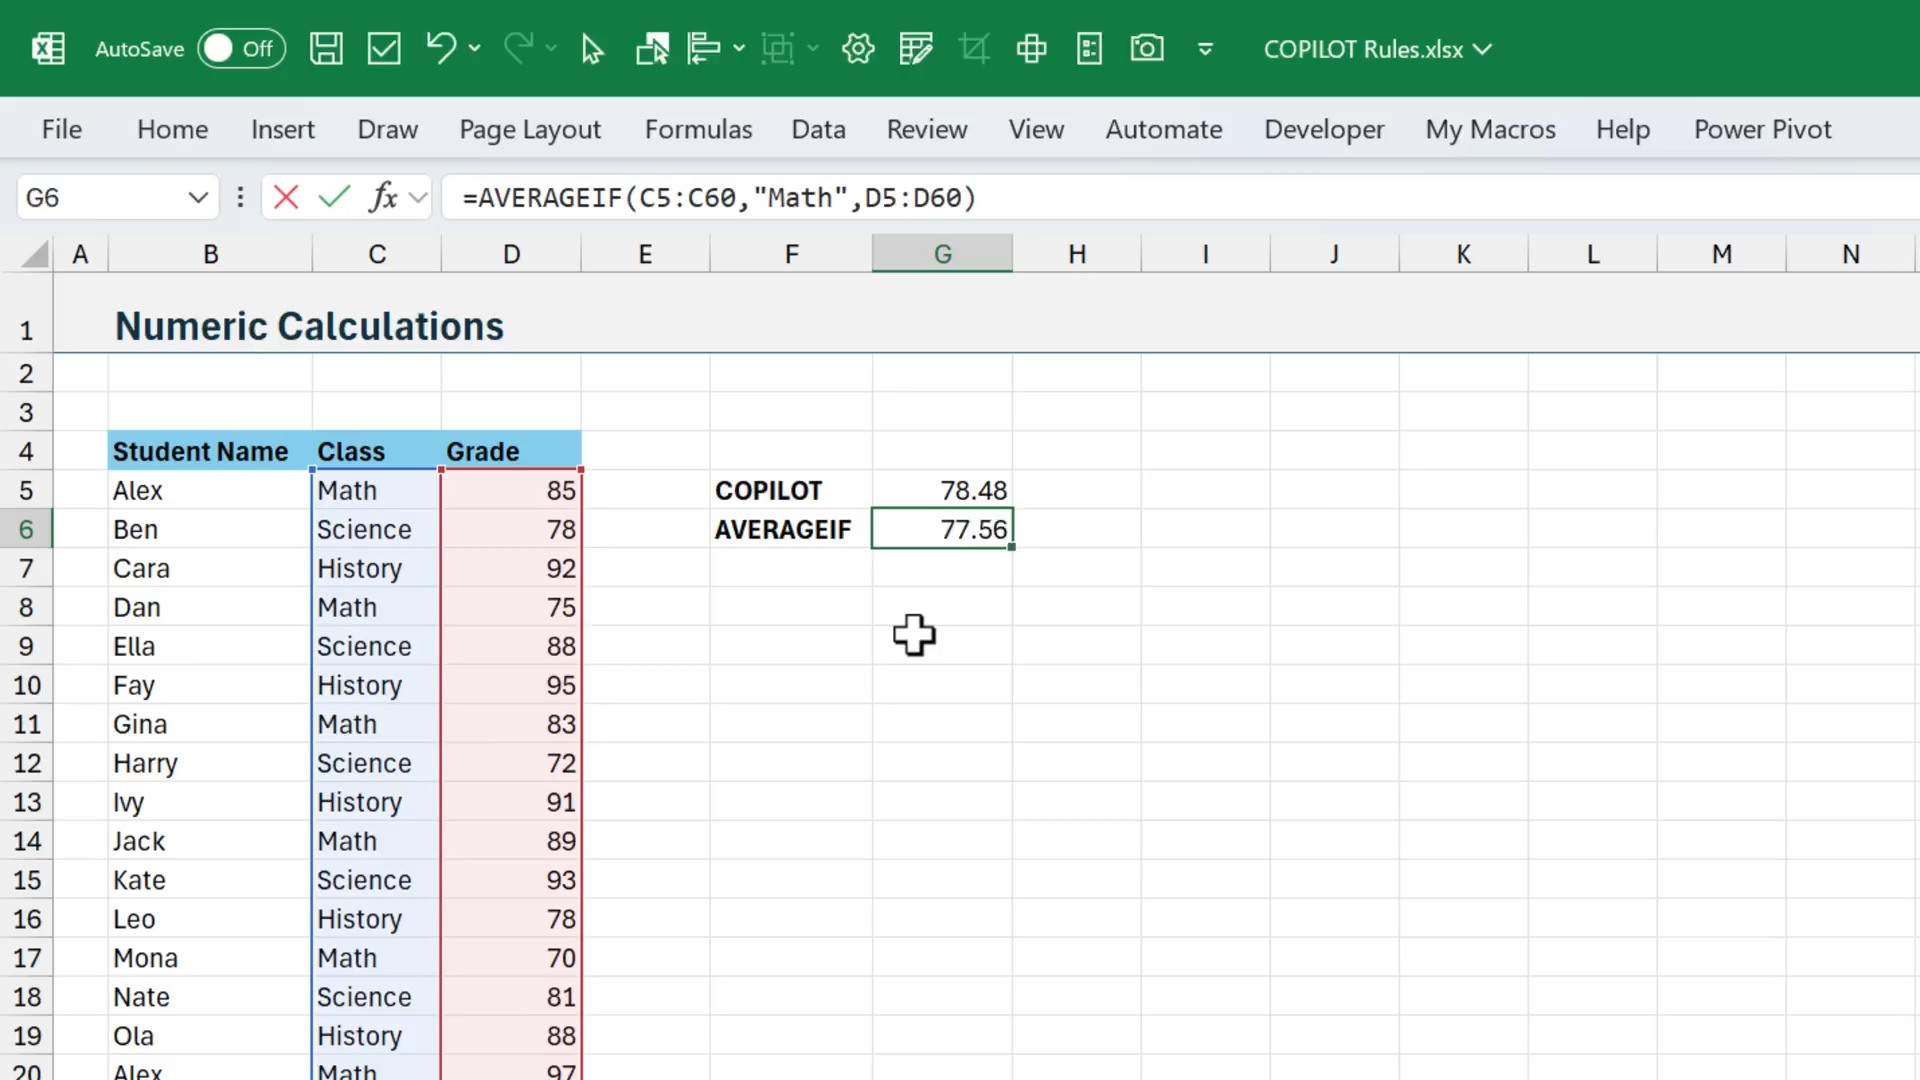 AutoSave Off COPILOT Rules.xlsx
File Home Insert Draw Page Layout Formulas Data Review View Automate Developer My Macros Help Power Pivot
G6 fx =AVERAGEIF(C5:C60,"Math",D5:D60)
A B C D E F G H I J K L M N
1 Numeric Calculations
2
3
4 Student Name Class Grade
5 Alex Math 85 COPILOT 78.48
6 Ben Science 78 AVERAGEIF 77.56
7 Cara History 92
8 Dan Math 75
9 Ella Science 88
10 Fay History 95
11 Gina Math 83
12 Harry Science 72
13 Ivy History 91
14 Jack Math 89
15 Kate Science 93
16 Leo History 78
17 Mona Math 70
18 Nate Science 81
19 Ola History 88
20 Alex Math 97